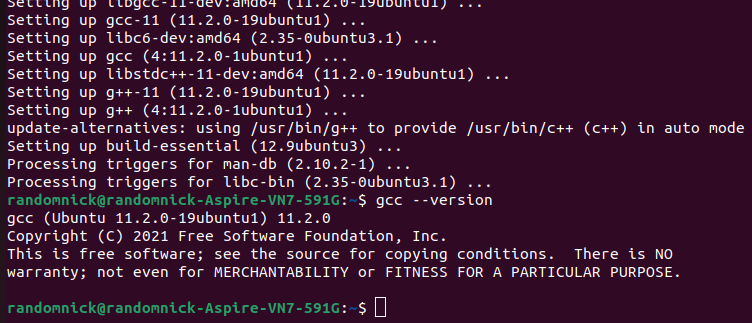 Setting up libgcc-11-dev:amd64 (11.2.0-19ubuntu1) ...
Setting up gcc-11 (11.2.0-19ubuntu1) ...
Setting up libc6-dev:amd64 (2.35-0ubuntu3.1) ...
Setting up gcc (4:11.2.0-1ubuntu1) ...
Setting up libstdc++-11-dev:amd64 (11.2.0-19ubuntu1) ...
Setting up g++-11 (11.2.0-19ubuntu1) ...
Setting up g++ (4:11.2.0-1ubuntu1) ...
update-alternatives: using /usr/bin/g++ to provide /usr/bin/c++ (c++) in auto mode
Setting up build-essential (12.9ubuntu3) ...
Processing triggers for man-db (2.10.2-1) ...
Processing triggers for libc-bin (2.35-0ubuntu3.1) ...
randomnick@randomnick-Aspire-VN7-591G:~$ gcc --version
gcc (Ubuntu 11.2.0-19ubuntu1) 11.2.0
Copyright (C) 2021 Free Software Foundation, Inc.
This is free software; see the source for copying conditions.  There is NO
warranty; not even for MERCHANTABILITY or FITNESS FOR A PARTICULAR PURPOSE.
randomnick@randomnick-Aspire-VN7-591G:~$